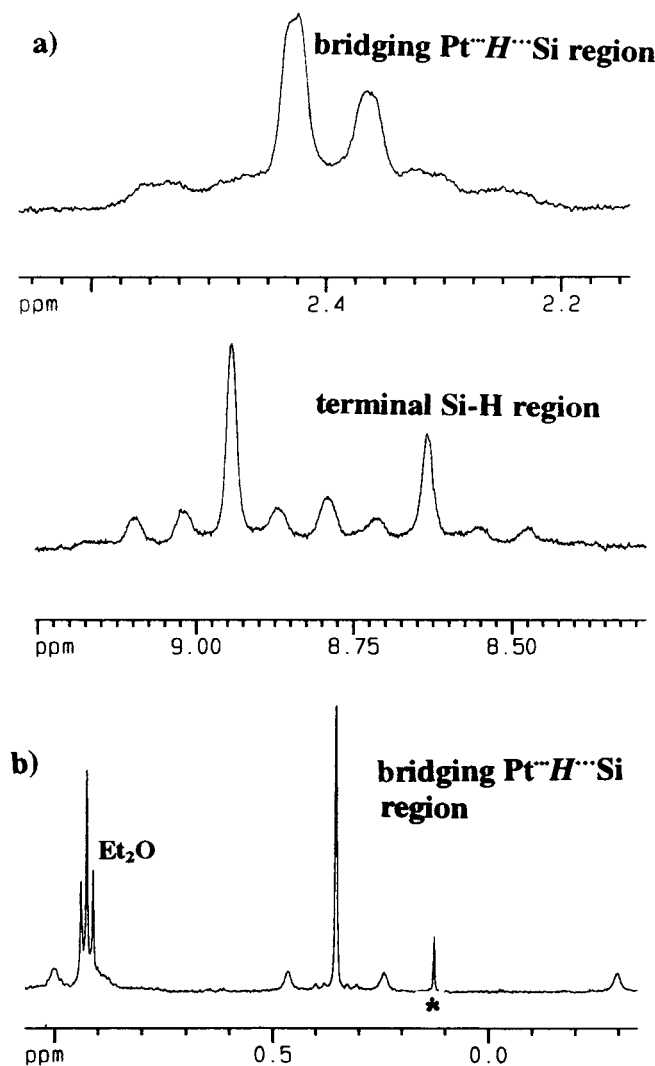 a)
bridging Pt···H···Si region
ppm 2.4 2.2
terminal Si-H region
ppm 9.00 8.75 8.50
b)
bridging Pt···H···Si
region
Et₂O
*
ppm 0.5 0.0